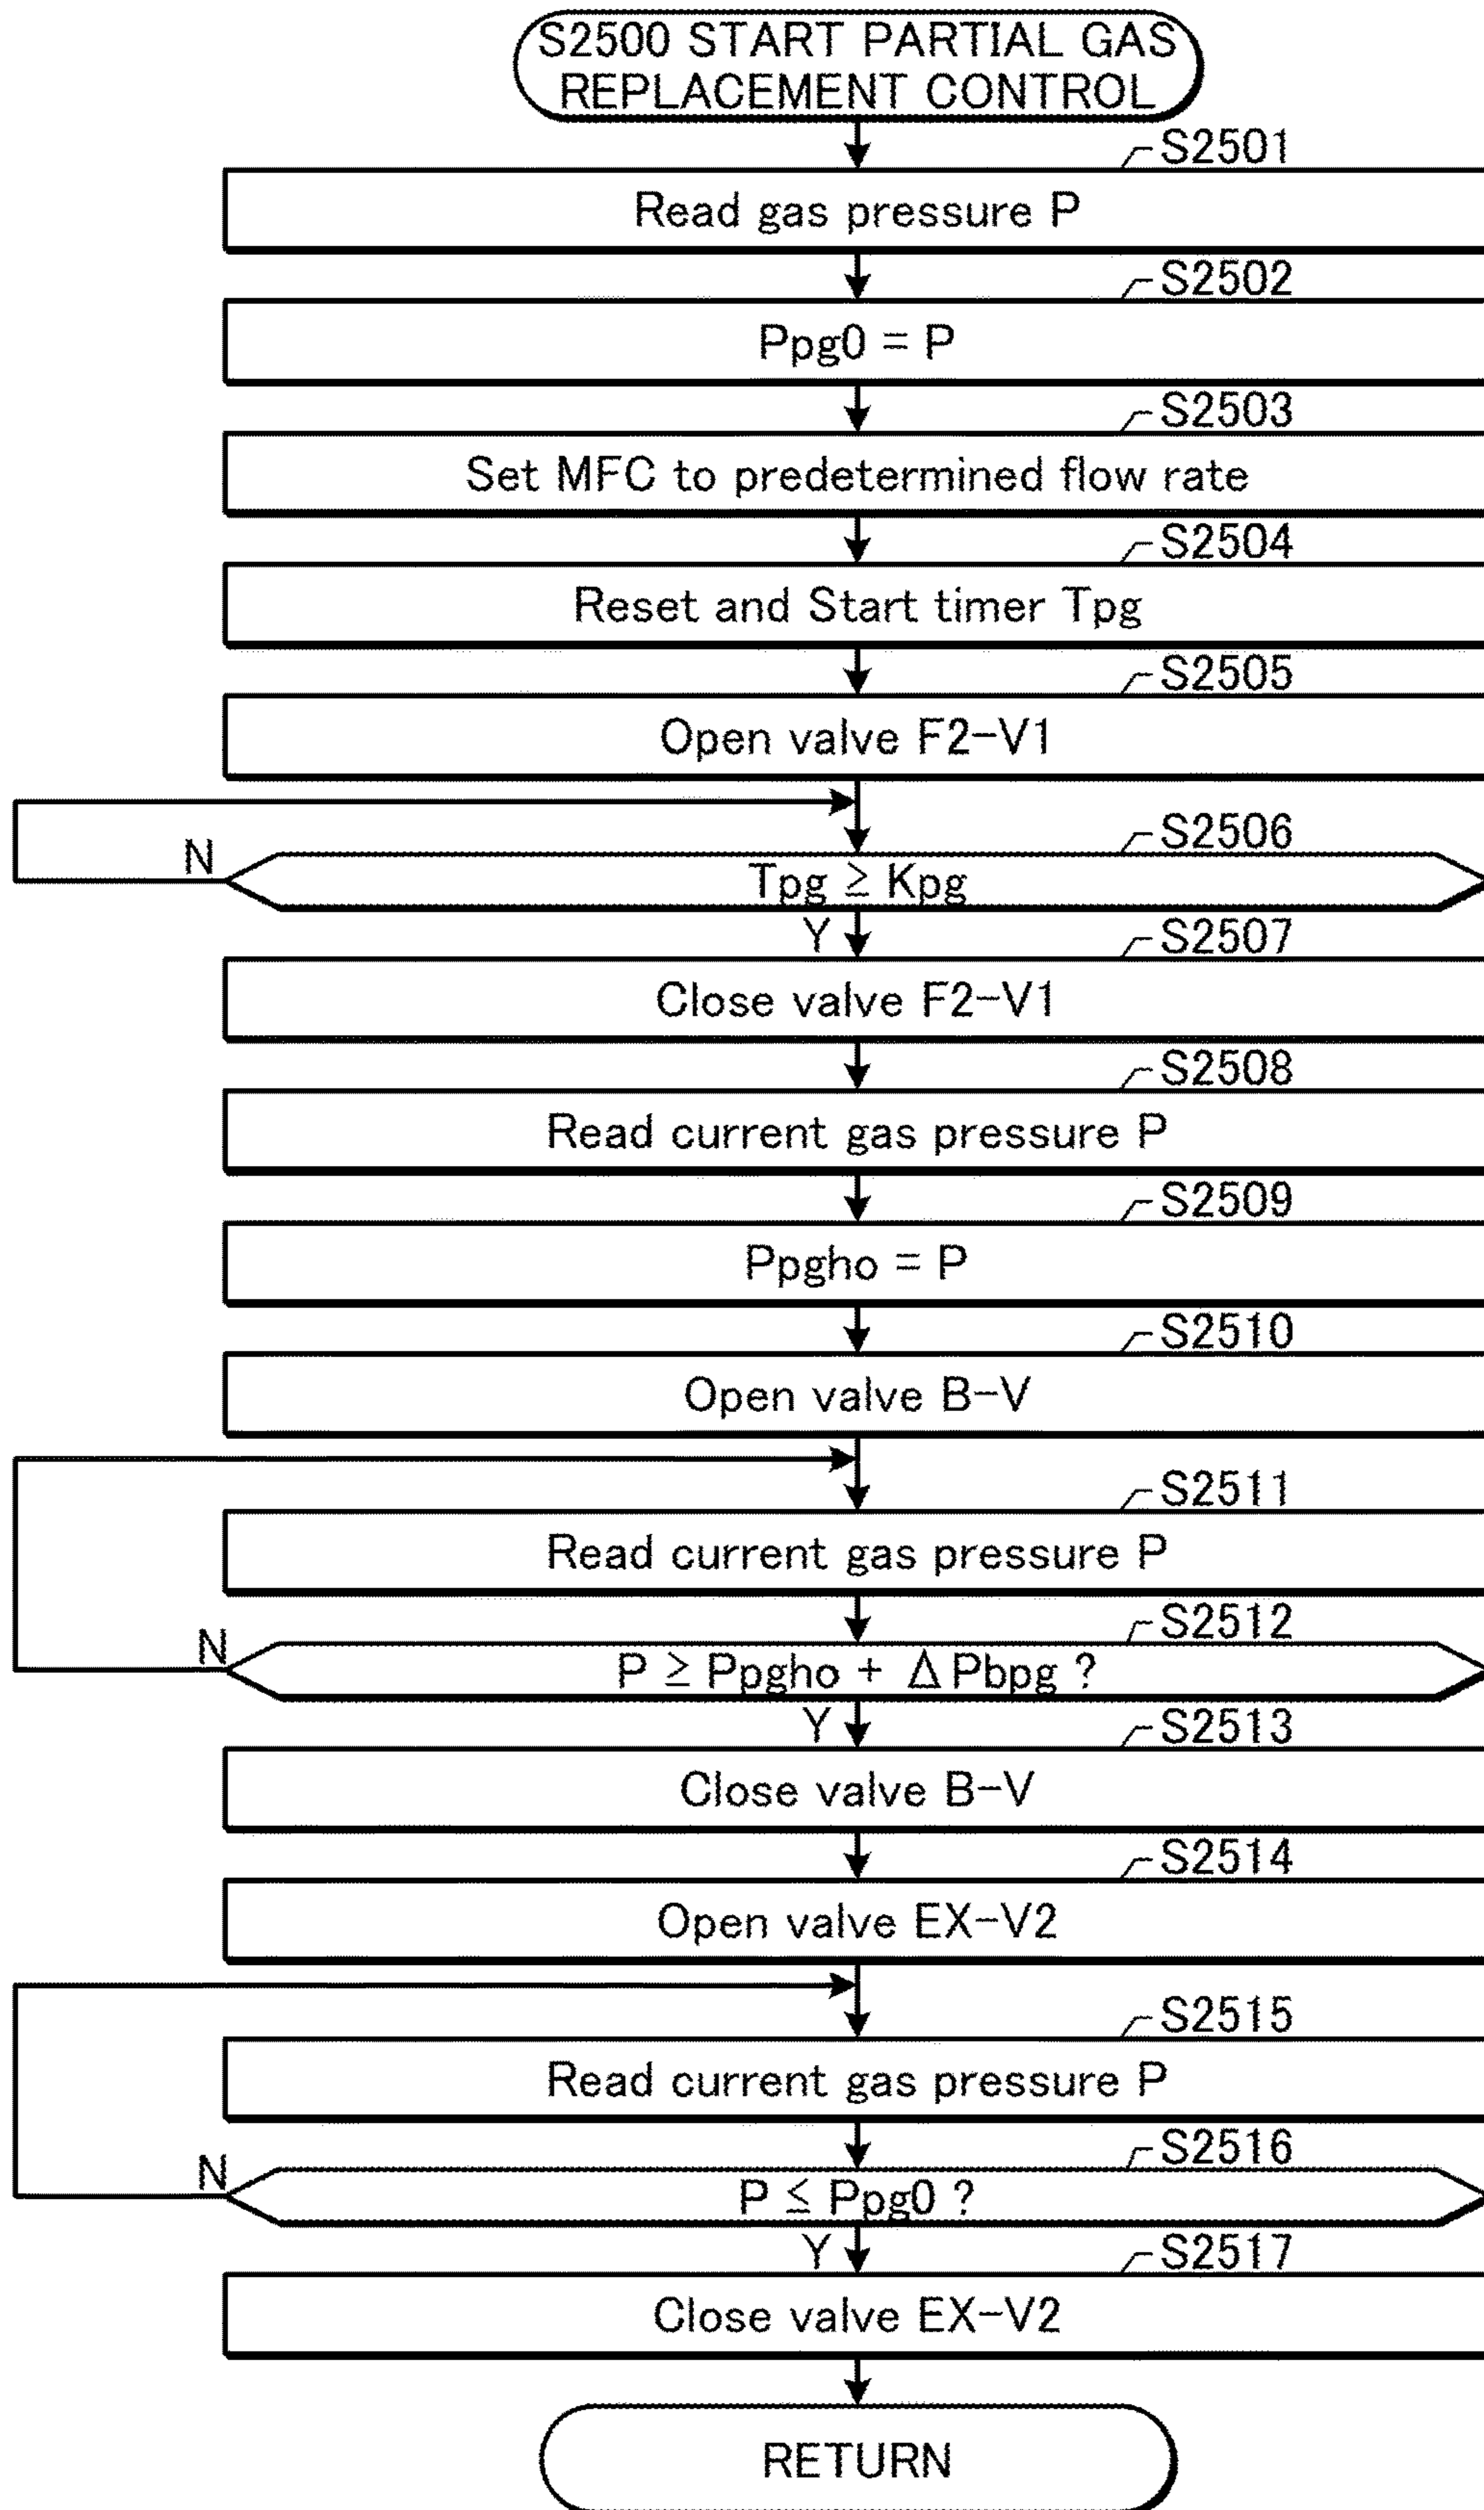 S2500 START PARTIAL GAS
REPLACEMENT CONTROL
S2501
Read gas pressure P
S2502
Ppg0 = P
S2503
Set MFC to predetermined flow rate
S2504
Reset and Start timer Tpg
S2505
Open valve F2-V1
S2506
N
Tpg ≧ Kpg
Y
S2507
Close valve F2-V1
S2508
Read current gas pressure P
S2509
Ppgho = P
S2510
Open valve B-V
S2511
Read current gas pressure P
S2512
N
P ≧ Ppgho + ΔPbpg ?
Y
S2513
Close valve B-V
S2514
Open valve EX-V2
S2515
Read current gas pressure P
S2516
N
P ≦ Ppg0 ?
Y
S2517
Close valve EX-V2
RETURN